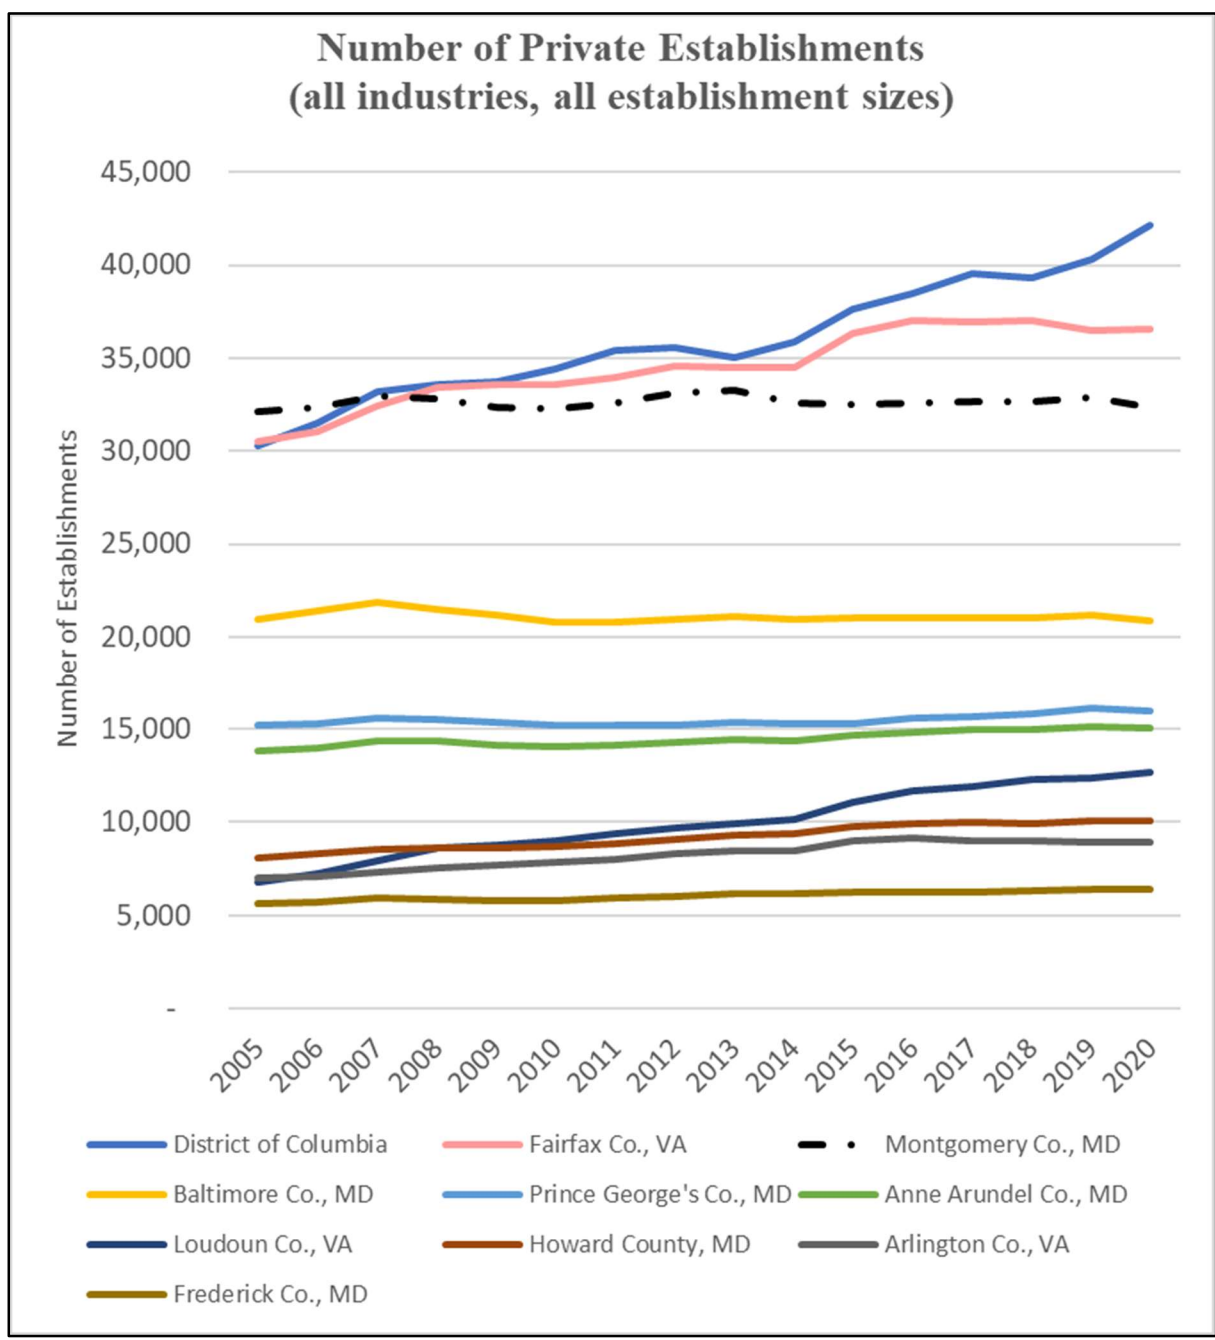 Number of Private Establishments
(all industries, all establishment sizes)
45,000
40,000
35,000
30,000
25,000
20,000
15,000
10,000
5,000
-
Number of Establishments
2005 2006 2007 2008 2009 2010 2011 2012 2013 2014 2015 2016 2017 2018 2019 2020
District of Columbia Fairfax Co., VA Montgomery Co., MD
Baltimore Co., MD Prince George's Co., MD Anne Arundel Co., MD
Loudoun Co., VA Howard County, MD Arlington Co., VA
Frederick Co., MD